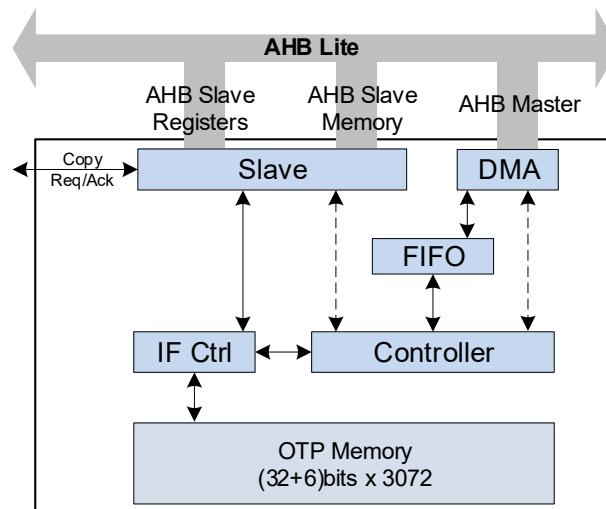 AHB Lite
AHB Slave
Registers
AHB Slave
Memory
AHB Master
Copy
Req/Ack
Slave
DMA
FIFO
IF Ctrl
Controller
OTP Memory
(32+6)bits x 3072